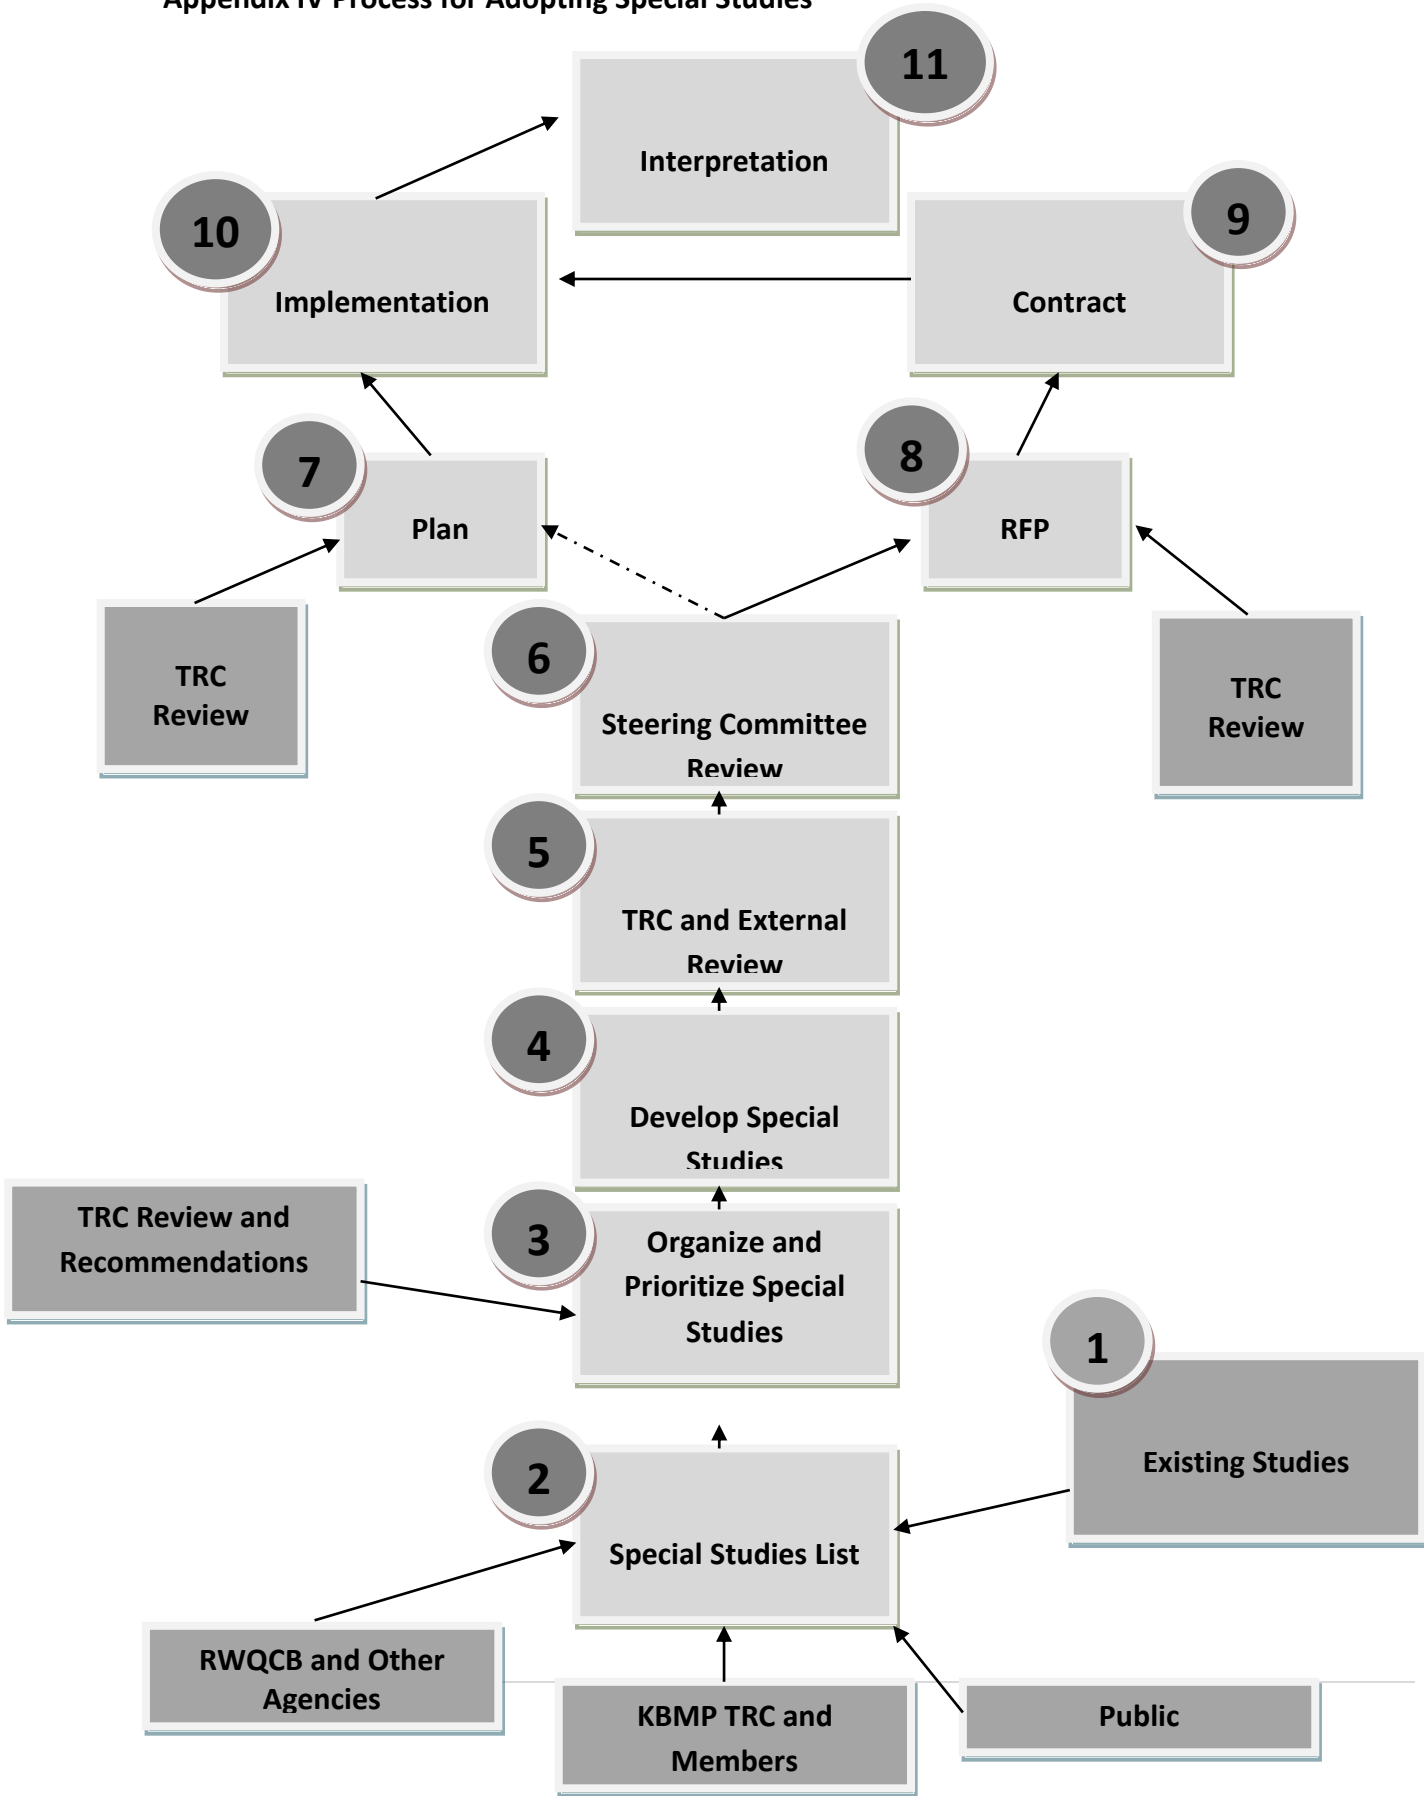 Appendix IV Process for Adopting Special Studies
11
Interpretation
10
Implementation
9
Contract
7
Plan
8
RFP
TRC
Review
6
Steering Committee
Review
TRC
Review
5
TRC and External
Review
4
Develop Special
Studies
TRC Review and
Recommendations
3
Organize and
Prioritize Special
Studies
1
Existing Studies
2
Special Studies List
RWQCB and Other
Agencies
KBMP TRC and
Members
Public